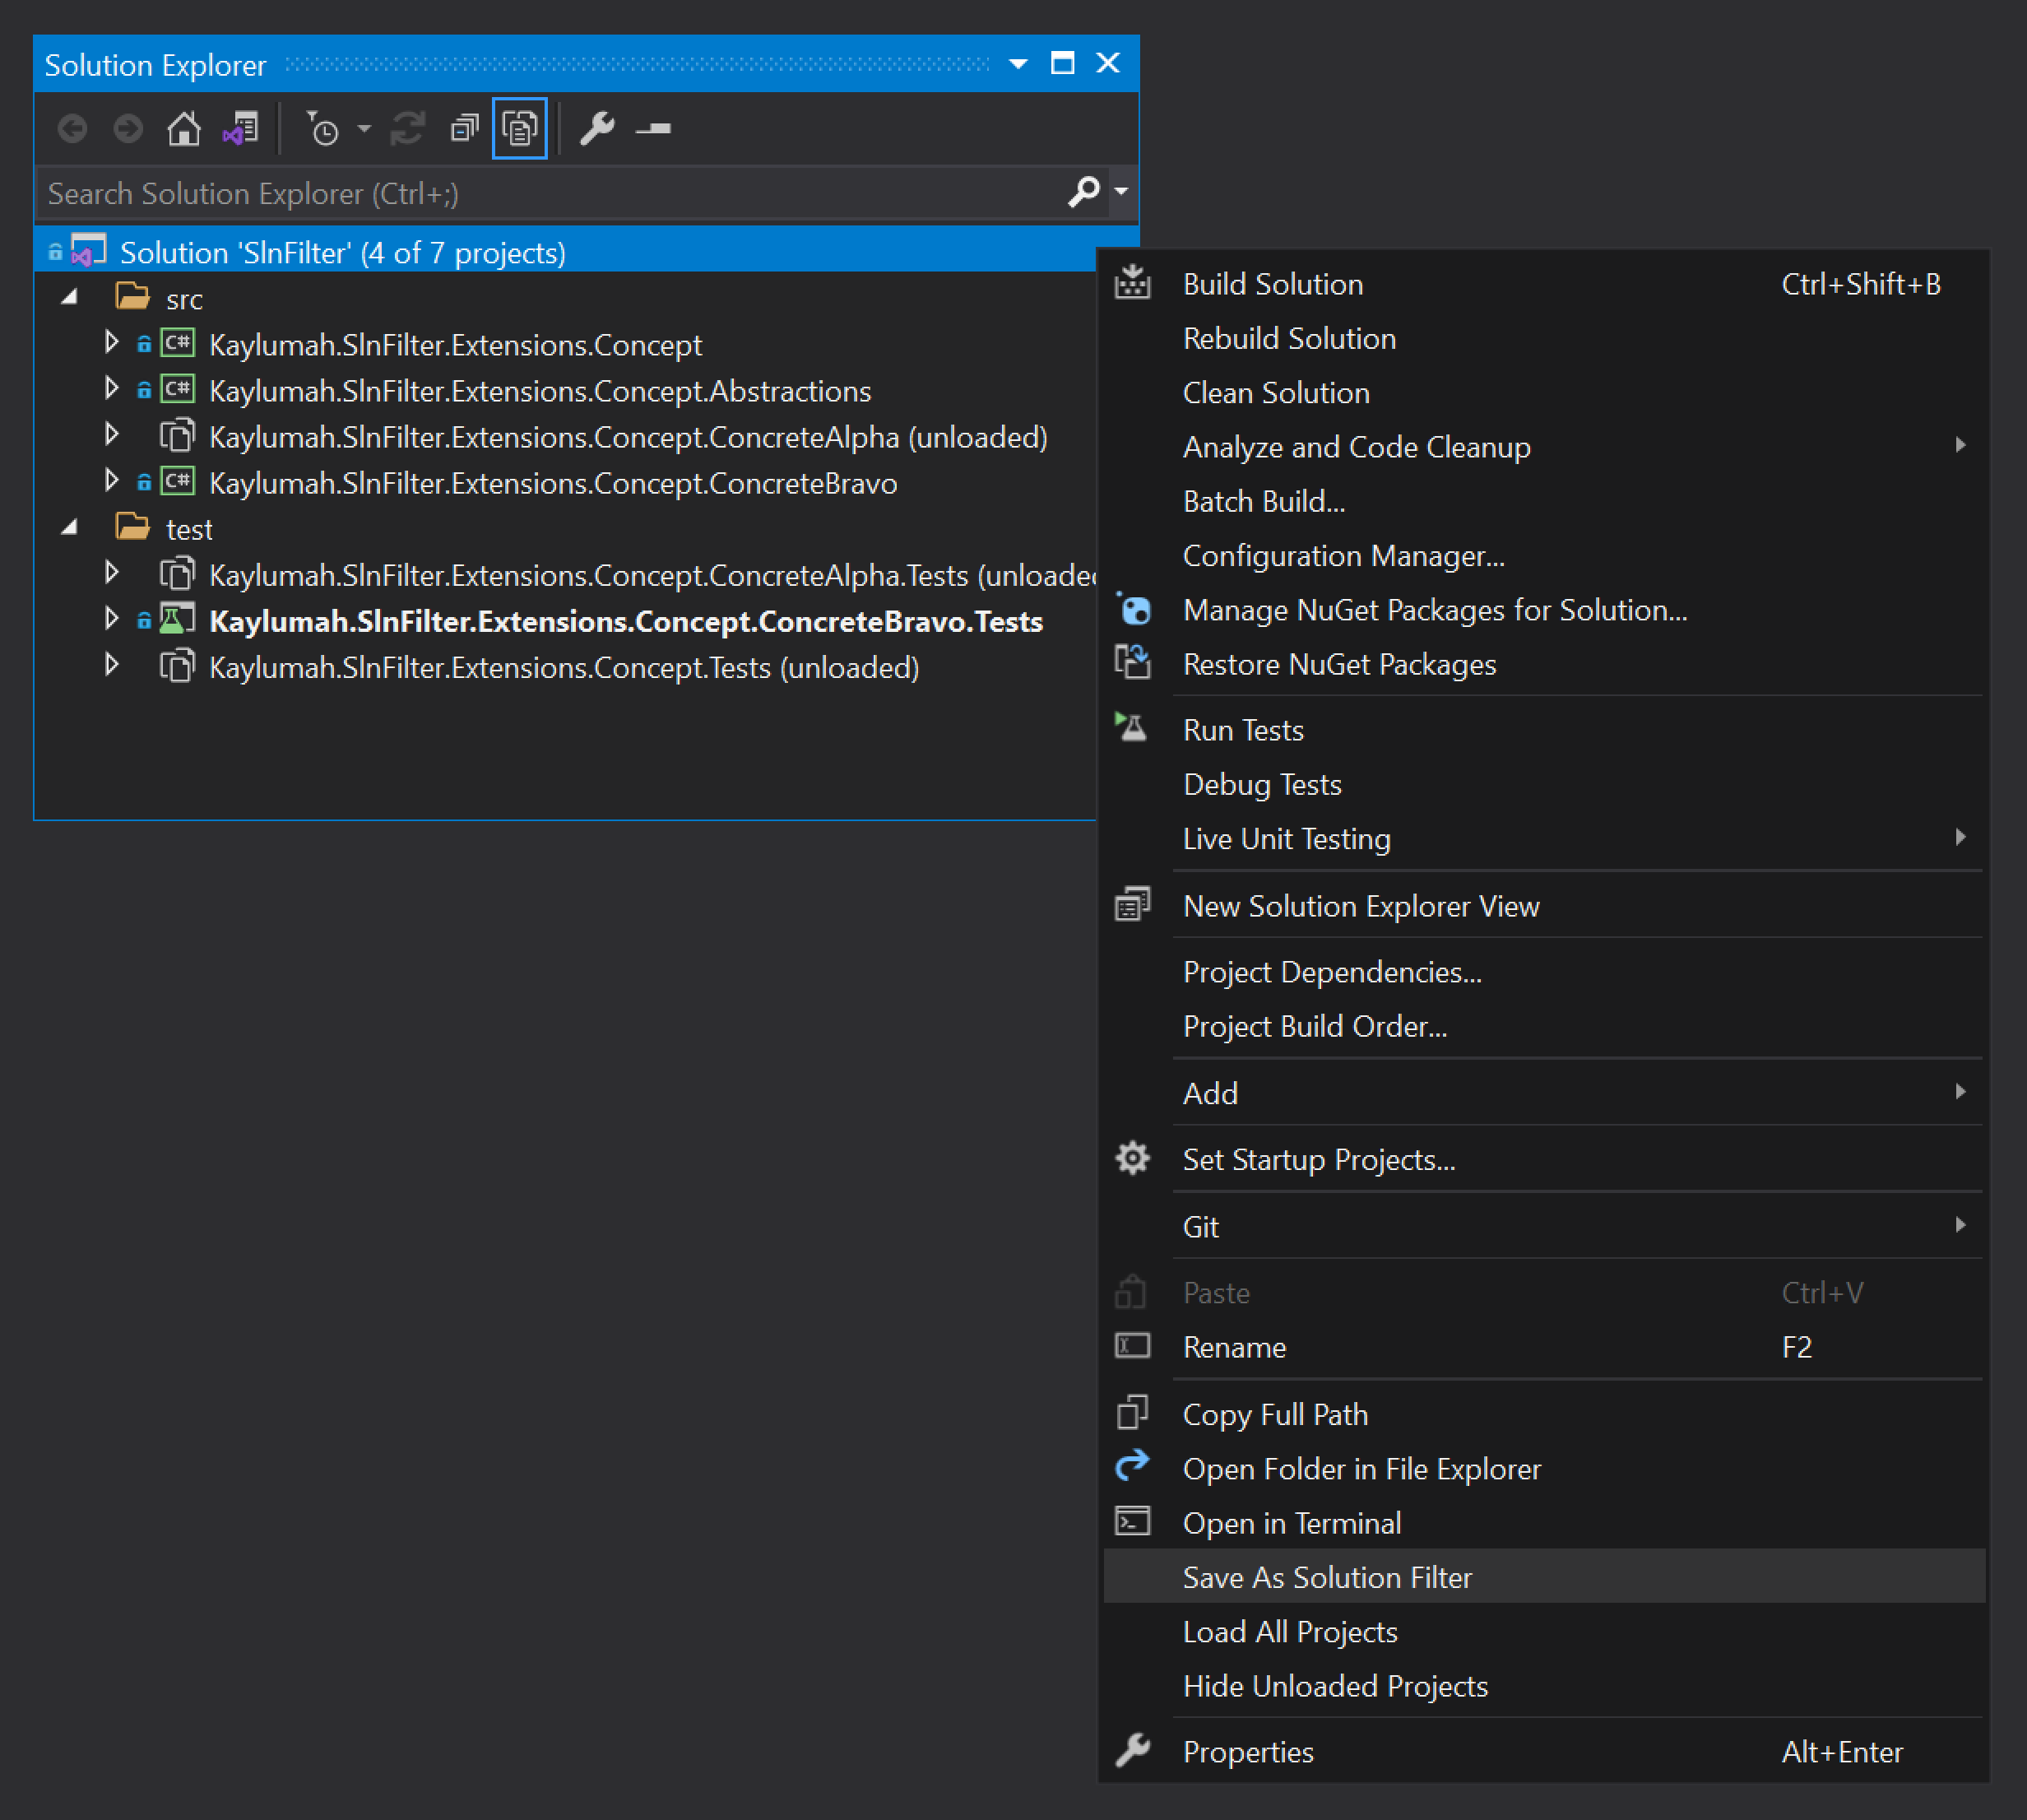 Solution Explorer
Search Solution Explorer (Ctrl+;)
Solution 'SlnFilter' (4 of 7 projects)
src
C# Kaylumah.SlnFilter.Extensions.Concept
C# Kaylumah.SlnFilter.Extensions.Concept.Abstractions
Kaylumah.SlnFilter.Extensions.Concept.ConcreteAlpha (unloaded)
C# Kaylumah.SlnFilter.Extensions.Concept.ConcreteBravo
test
Kaylumah.SlnFilter.Extensions.Concept.ConcreteAlpha.Tests (unloade
Kaylumah.SlnFilter.Extensions.Concept.ConcreteBravo.Tests
Kaylumah.SlnFilter.Extensions.Concept.Tests (unloaded)
Build Solution Ctrl+Shift+B
Rebuild Solution
Clean Solution
Analyze and Code Cleanup
Batch Build...
Configuration Manager...
Manage NuGet Packages for Solution...
Restore NuGet Packages
Run Tests
Debug Tests
Live Unit Testing
New Solution Explorer View
Project Dependencies...
Project Build Order...
Add
Set Startup Projects...
Git
Paste Ctrl+V
Rename F2
Copy Full Path
Open Folder in File Explorer
Open in Terminal
Save As Solution Filter
Load All Projects
Hide Unloaded Projects
Properties Alt+Enter